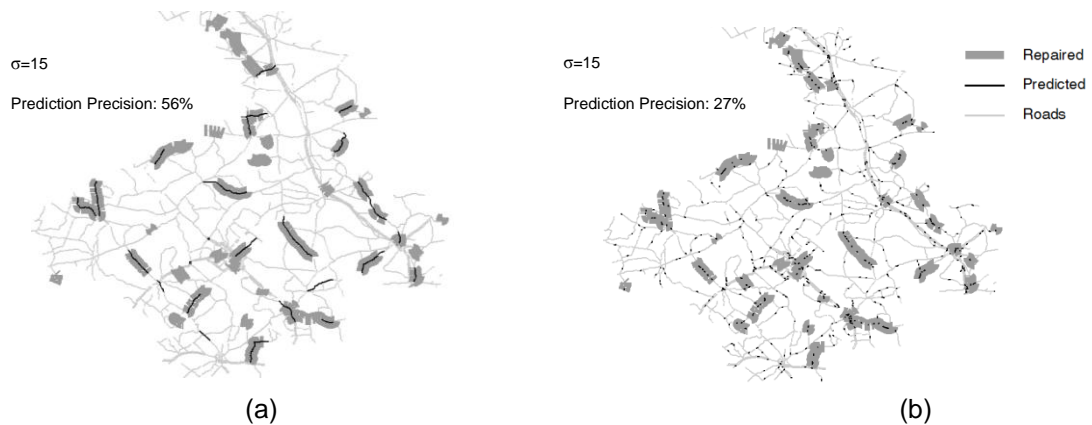 σ=15
Prediction Precision: 56%
(a)
σ=15
Prediction Precision: 27%
Repaired
Predicted
Roads
(b)